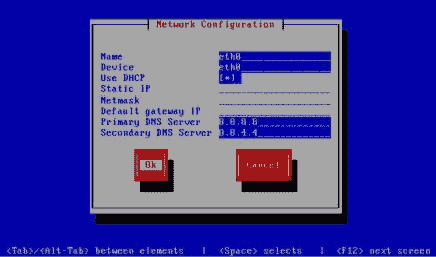 Network Configuration
Name eth0
Device eth0
Use DHCP [*]
Static IP
Netmask
Default gateway IP
Primary DNS Server 8.8.8.8
Secondary DNS Server 8.8.4.4
Ok Cancel
<Tab>/<Alt-Tab> between elements | <Space> selects | <F12> next screen